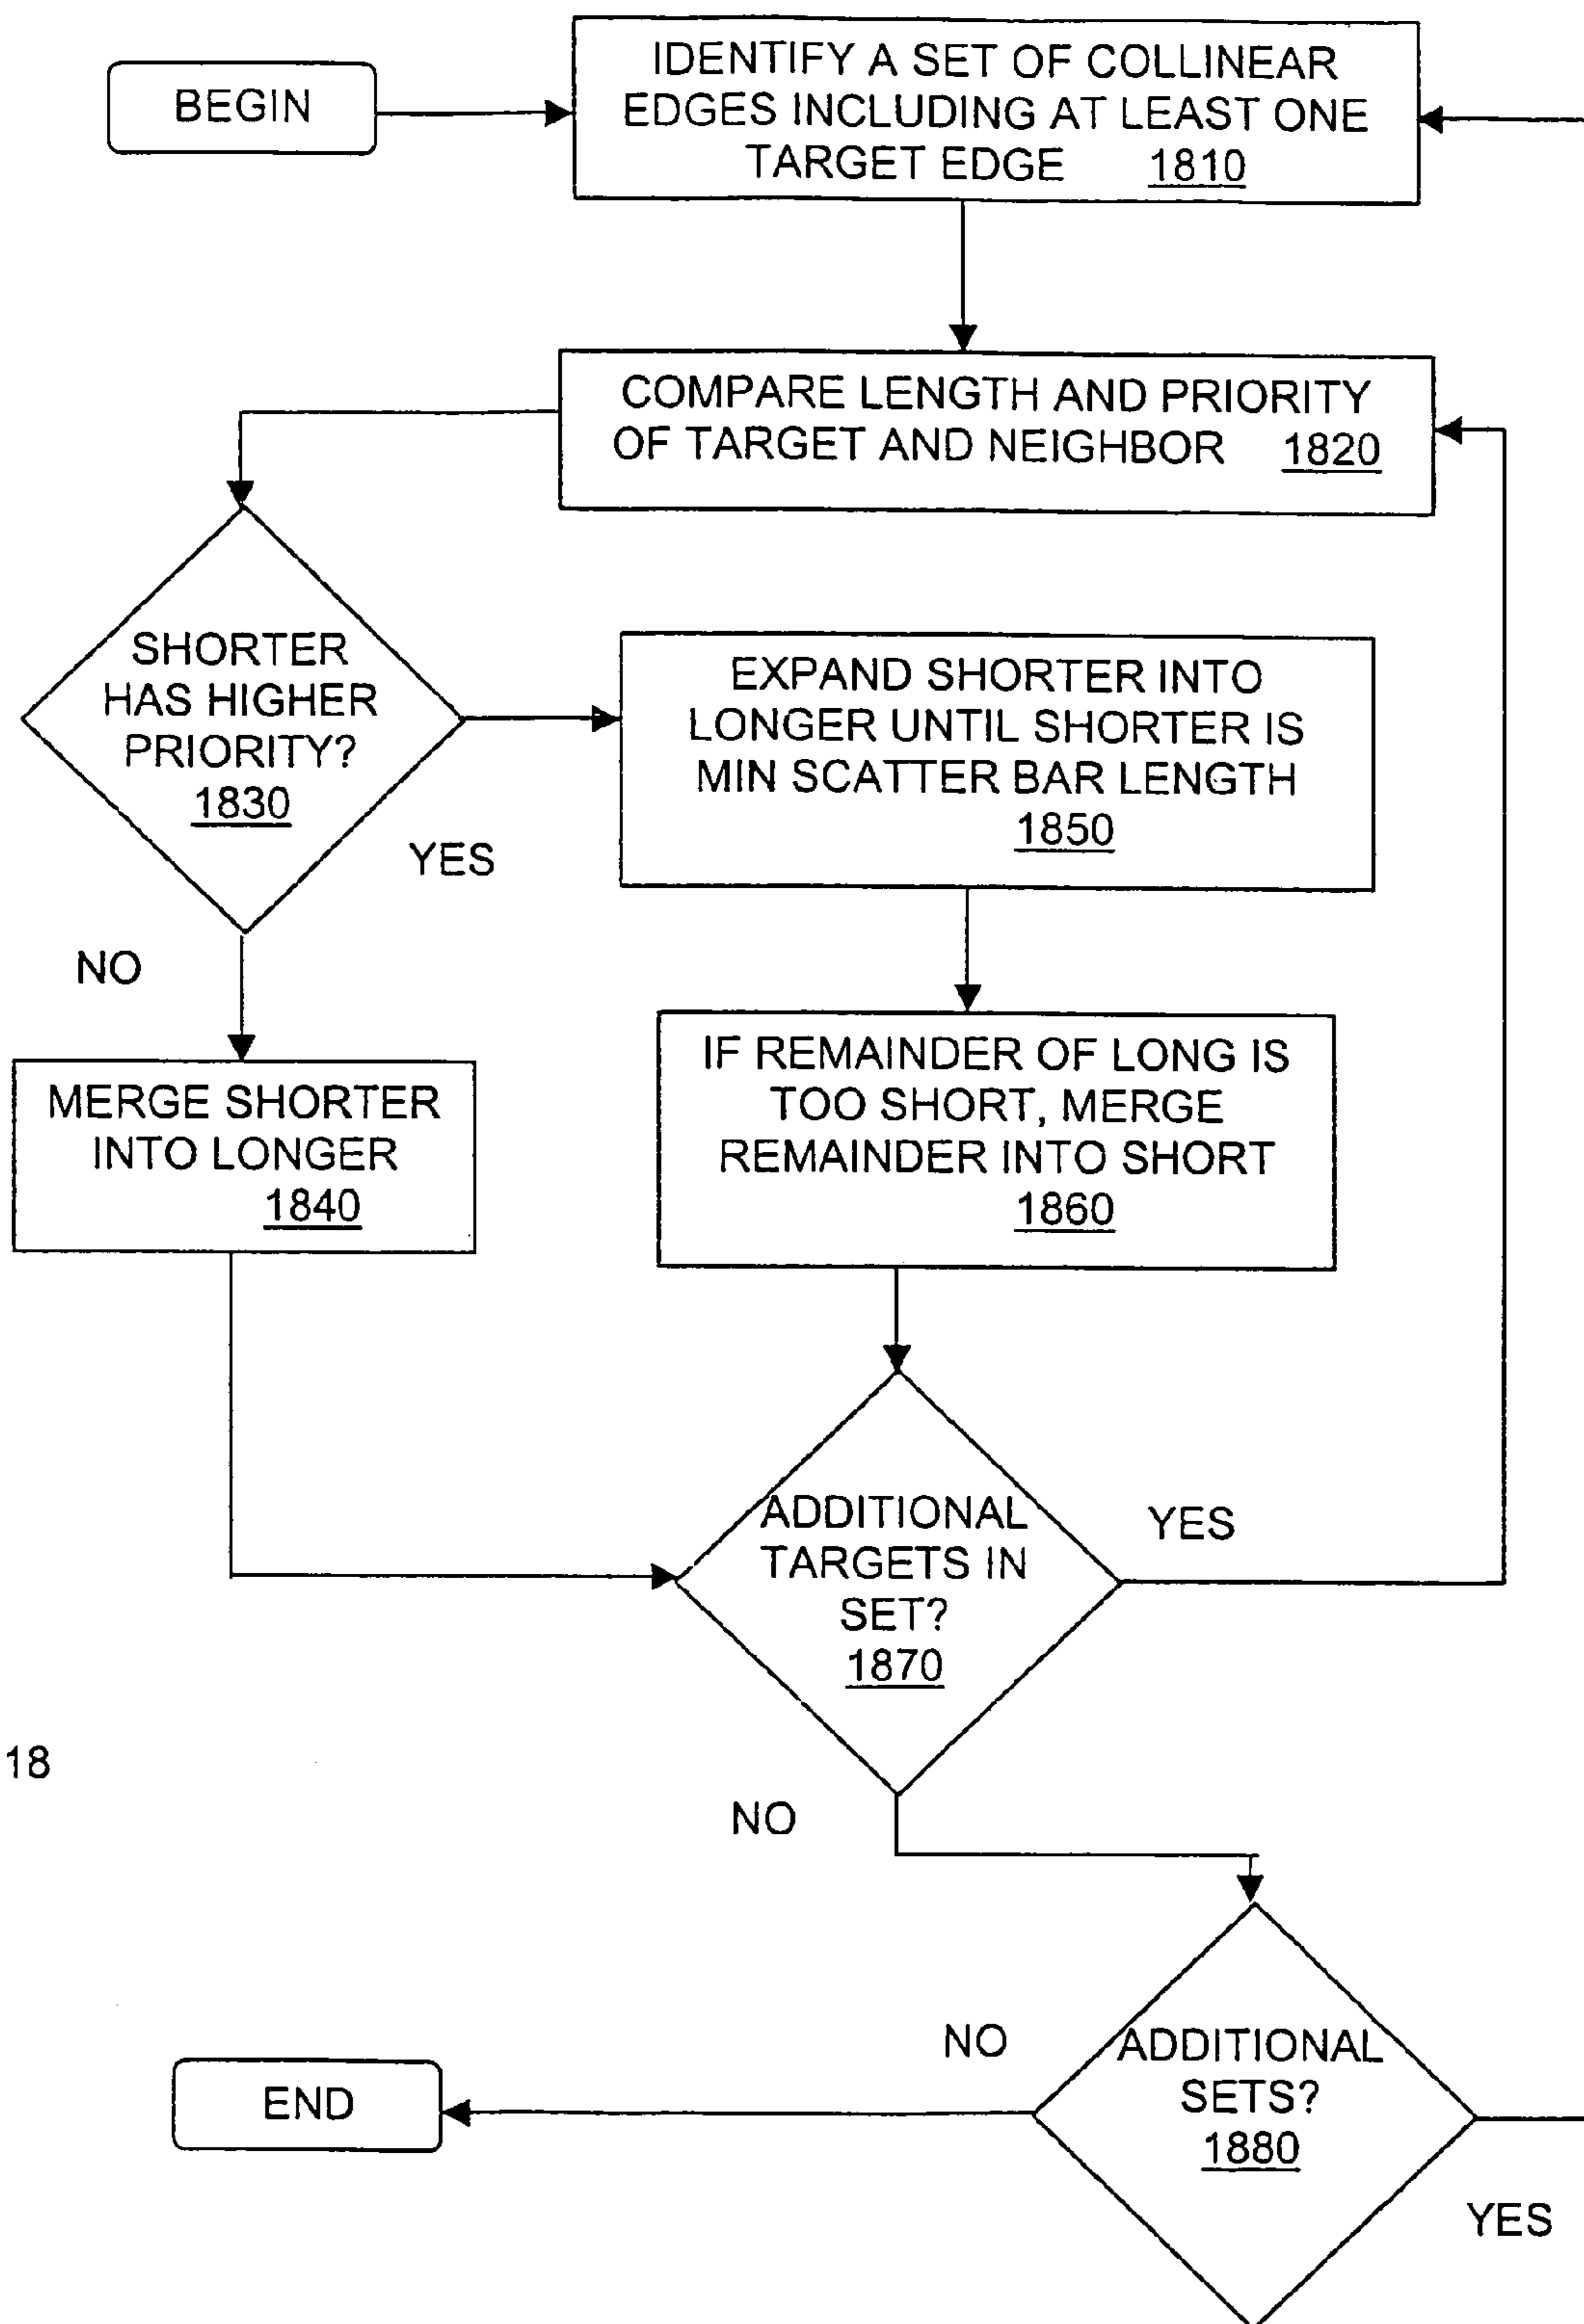 BEGIN
IDENTIFY A SET OF COLLINEAR
EDGES INCLUDING AT LEAST ONE
TARGET EDGE 1810
COMPARE LENGTH AND PRIORITY
OF TARGET AND NEIGHBOR 1820
SHORTER
HAS HIGHER
PRIORITY?
1830
YES
NO
EXPAND SHORTER INTO
LONGER UNTIL SHORTER IS
MIN SCATTER BAR LENGTH
1850
MERGE SHORTER
INTO LONGER
1840
IF REMAINDER OF LONG IS
TOO SHORT, MERGE
REMAINDER INTO SHORT
1860
ADDITIONAL
TARGETS IN
SET?
1870
YES
NO
18
ADDITIONAL
SETS?
1880
NO
YES
END